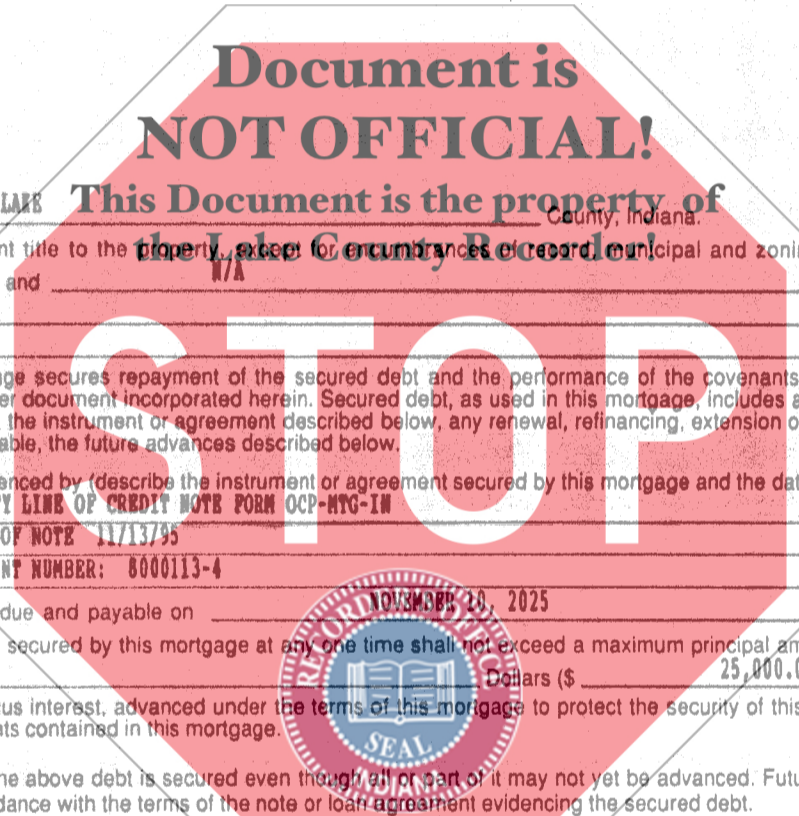 Document is
NOT OFFICIAL!
This Document is the property of
the Lake County Recorder!
LAKE County, Indiana.
nt title to the property, except for encumbrances of record, municipal and zoni
and N/A
STOP
ge secures repayment of the secured debt and the performance of the covenants
er document incorporated herein. Secured debt, as used in this mortgage, includes a
the instrument or agreement described below, any renewal, refinancing, extension o
able, the future advances described below.
enced by (describe the instrument or agreement secured by this mortgage and the dat
Y LINE OF CREDIT NOTE FORM OCP-MTG-IN
OF NOTE 11/13/95
NT NUMBER: 8000113-4
due and payable on NOVEMBER 10, 2025
secured by this mortgage at any one time shall not exceed a maximum principal am
Dollars ($ 25,000.0
us interest, advanced under the terms of this mortgage to protect the security of this
ts contained in this mortgage.
SEAL
he above debt is secured even though all or part of it may not yet be advanced. Futu
dance with the terms of the note or loan agreement evidencing the secured debt.